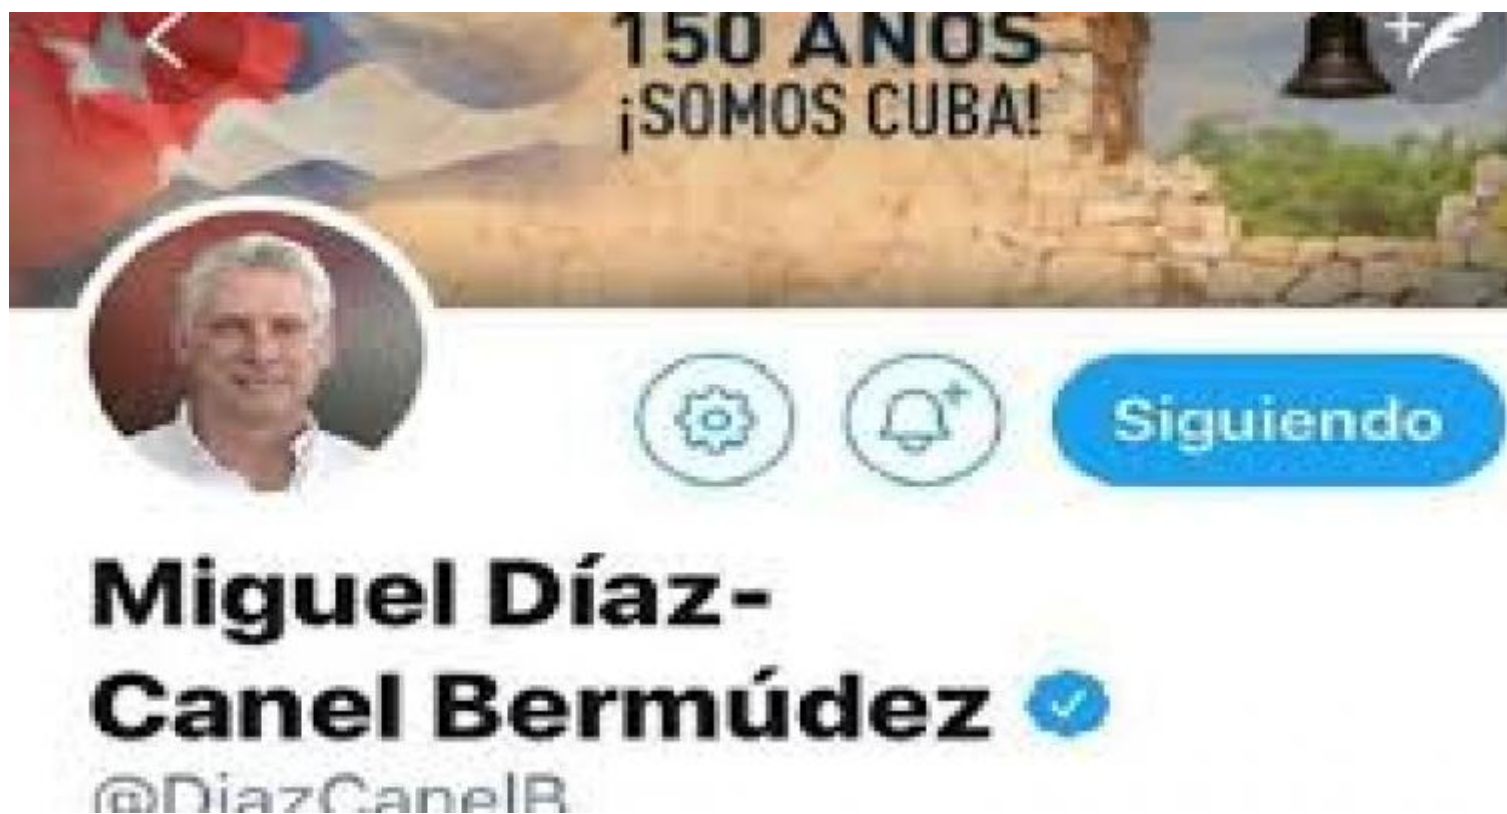 150 AÑOS
¡SOMOS CUBA!
Siguiendo
Miguel Díaz-
Canel Bermúdez
@DiazCanelB